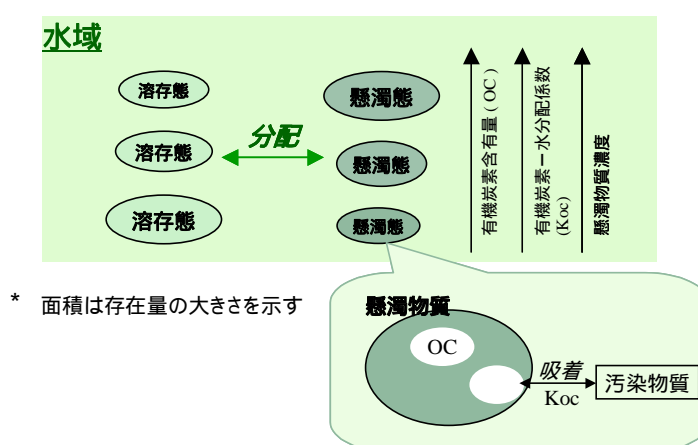 水域
溶存態
溶存態
溶存態
分配
懸濁態
懸濁態
懸濁態
有機炭素含有量 ( OC )
有機炭素ー水分配係数
(Koc)
懸濁物質濃度
* 面積は存在量の大きさを示す
懸濁物質
OC
吸着
Koc
汚染物質